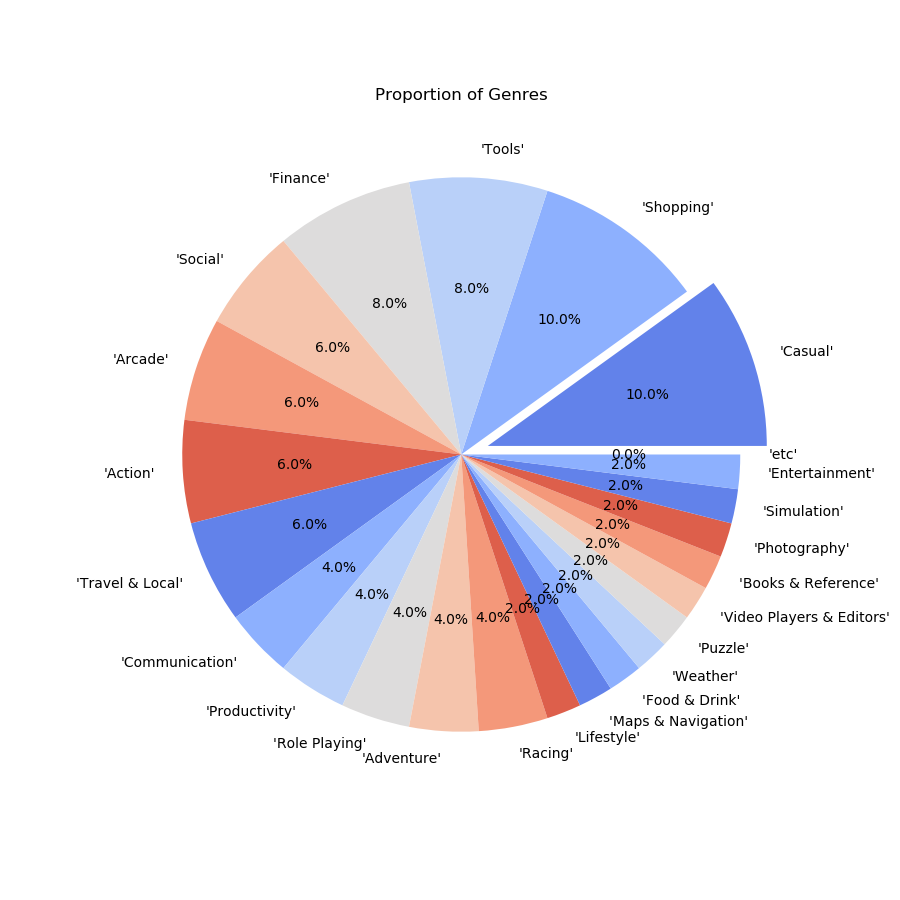 Proportion of Genres
'Tools'
'Finance'
'Shopping'
'Social'
8.0%
8.0%
10.0%
6.0%
'Casual'
'Arcade'
10.0%
6.0%
'Action'
6.0%
0.0%
'etc'
2.0%
'Entertainment'
2.0%
2.0%
'Simulation'
6.0%
2.0%
2.0%
'Photography'
2.0%
4.0%
2.0%
'Travel & Local'
'Books & Reference'
2.0%
4.0%
2.0%
2.0%
4.0%
4.0%
4.0%
'Video Players & Editors'
'Puzzle'
'Communication'
'Weather'
'Food & Drink'
'Productivity'
'Maps & Navigation'
'Lifestyle'
'Role Playing'
'Racing'
'Adventure'